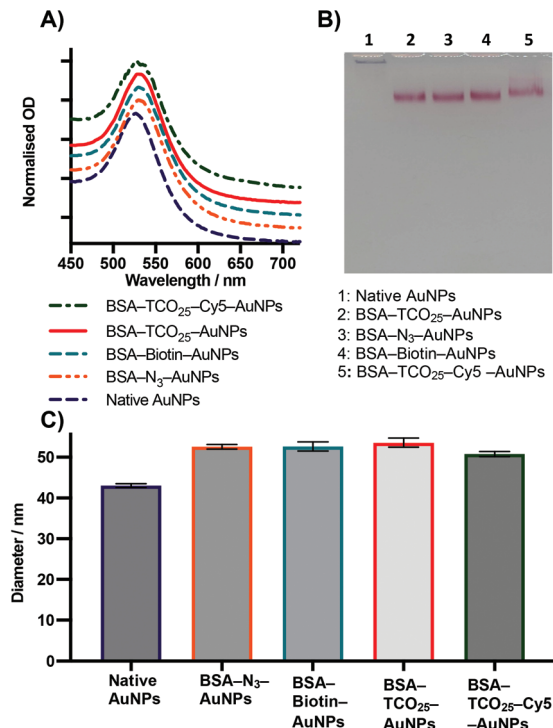 A)
Normalised OD
450 500 550 600 650 700
Wavelength / nm
BSA–TCO₂₅–Cy5–AuNPs
BSA–TCO₂₅–AuNPs
BSA–Biotin–AuNPs
BSA–N₃–AuNPs
Native AuNPs
B)
1 2 3 4 5
1: Native AuNPs
2: BSA–TCO₂₅–AuNPs
3: BSA–N₃–AuNPs
4: BSA–Biotin–AuNPs
5: BSA–TCO₂₅–Cy5 –AuNPs
C)
Diameter / nm
50
40
30
20
10
0
Native
AuNPs
BSA–N₃–
AuNPs
BSA–
Biotin–
AuNPs
BSA–
TCO₂₅–
AuNPs
BSA–
TCO₂₅–Cy5
–AuNPs